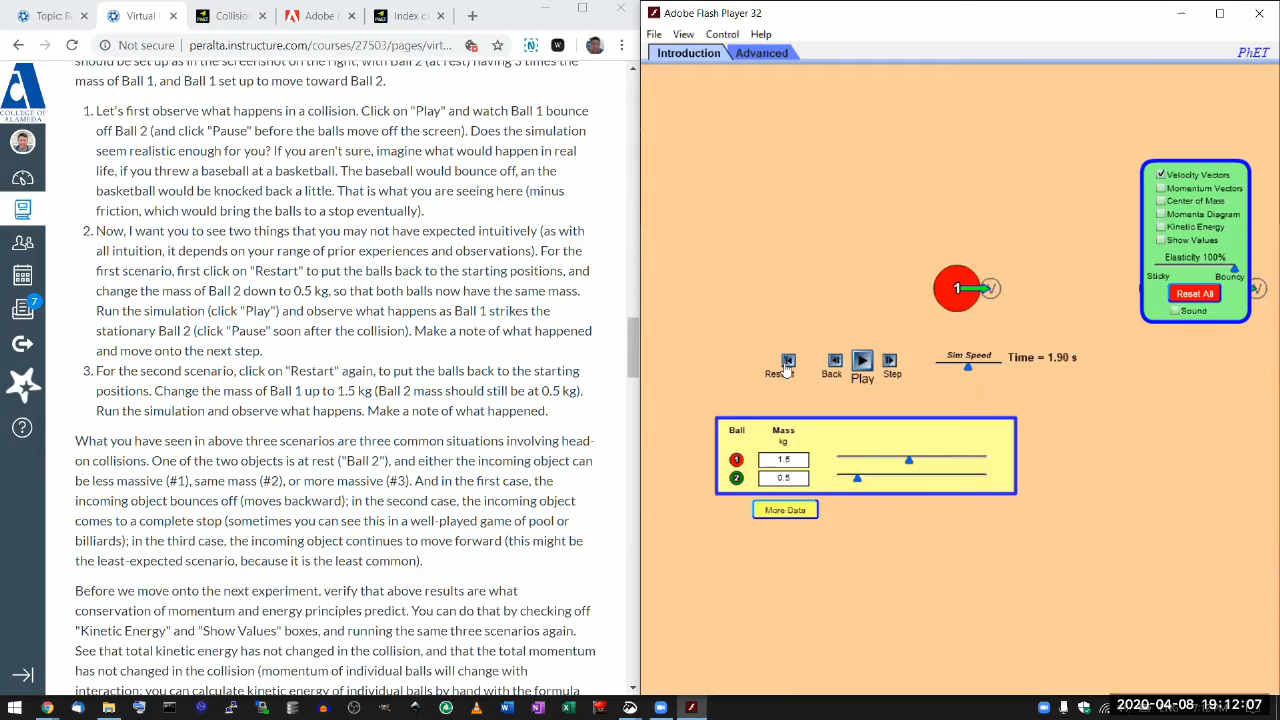 Topic: Re
Virtual L
Collision
Adobe F
Index of
Not secure
peralta.instructure.com/courses/27503/pages/virt...
Adobe Flash Player 32
File View Control Help
Introduction Advanced
PhET
COLLEGE OF
ALAMEDA
7
should be set up as in the screenshot on the right, with Ball 2 (at rest) having 3 times the
mass of Ball 1, and Ball 1 set up to move toward Ball 2.
1. Let's first observe what happens in a collision. Click on "Play" and watch Ball 1 bounce
off Ball 2 (and click "Pause" before the balls move off the screen). Does the simulation
seem realistic enough for you? If you aren't sure, imagine what would happen in real
life, if you threw a baseball at a basketball. The baseball would bounce off, an the
basketball would be knocked back a little. That is what you are seeing here (minus
friction, which would bring the balls to a stop eventually).
2. Now, I want you to see two things that you may not have expected intuitively (as with
all intuition, it depends on your range of prior experiences and observations). For the
first scenario, first click on "Restart" to put the balls back to the starting positions, and
change the mass of Ball 2 down 0.5 kg, so that both balls now have the same mass.
Run the simulation (click "Play") and observe what happens as Ball 1 strikes the
stationary Ball 2 (click "Pause" soon after the collision). Make a note of what happened
and move onto the next step.
3. For the second scenario, click on "Restart" again, to put the balls back to the starting
positions. Change the mass of Ball 1 up to 1.5 kg (Ball 2 mass should still be at 0.5 kg).
Run the simulation and observe what happens. Make a note of what happened.
What you have seen in above three scenarios are three common situations involving head-
on collisions. One of the two objects is at rest ("Ball 2"), and either the incoming object can
be less massive (#1), same mass (#2), or more massive (#3). And in the first case, the
incoming object bounces off (moves backward); in the second case, the incoming object
comes to a complete stop (sometimes you can see this in a well-played game of pool or
billiards); in the third case, the incoming object continues to move forward (this might be
the least-expected scenario, because it is the least common).
Before we move onto the next experiment, verify that above results are what
conservation of momentum and energy principles predict. You can do that by checking off
"Kinetic Energy" and "Show Values" boxes, and running the same three scenarios again.
See that total kinetic energy has not changed in the collision, and that the total momentum
has not changed in the collision (momentum of individual balls will change with
interaction; you can calculate kinetic energy of individual balls by hand with the formula
Velocity Vectors
Momentum Vectors
Center of Mass
Momenta Diagram
Kinetic Energy
Show Values
Elasticity 100%
Sticky Bouncy
Reset All
Sound
1
V
Restart Back Play Step
Sim Speed
Time = 1.90 s
Ball Mass
kg
1 1.5
2 0.5
More Data
2020-04-08 19:12:07